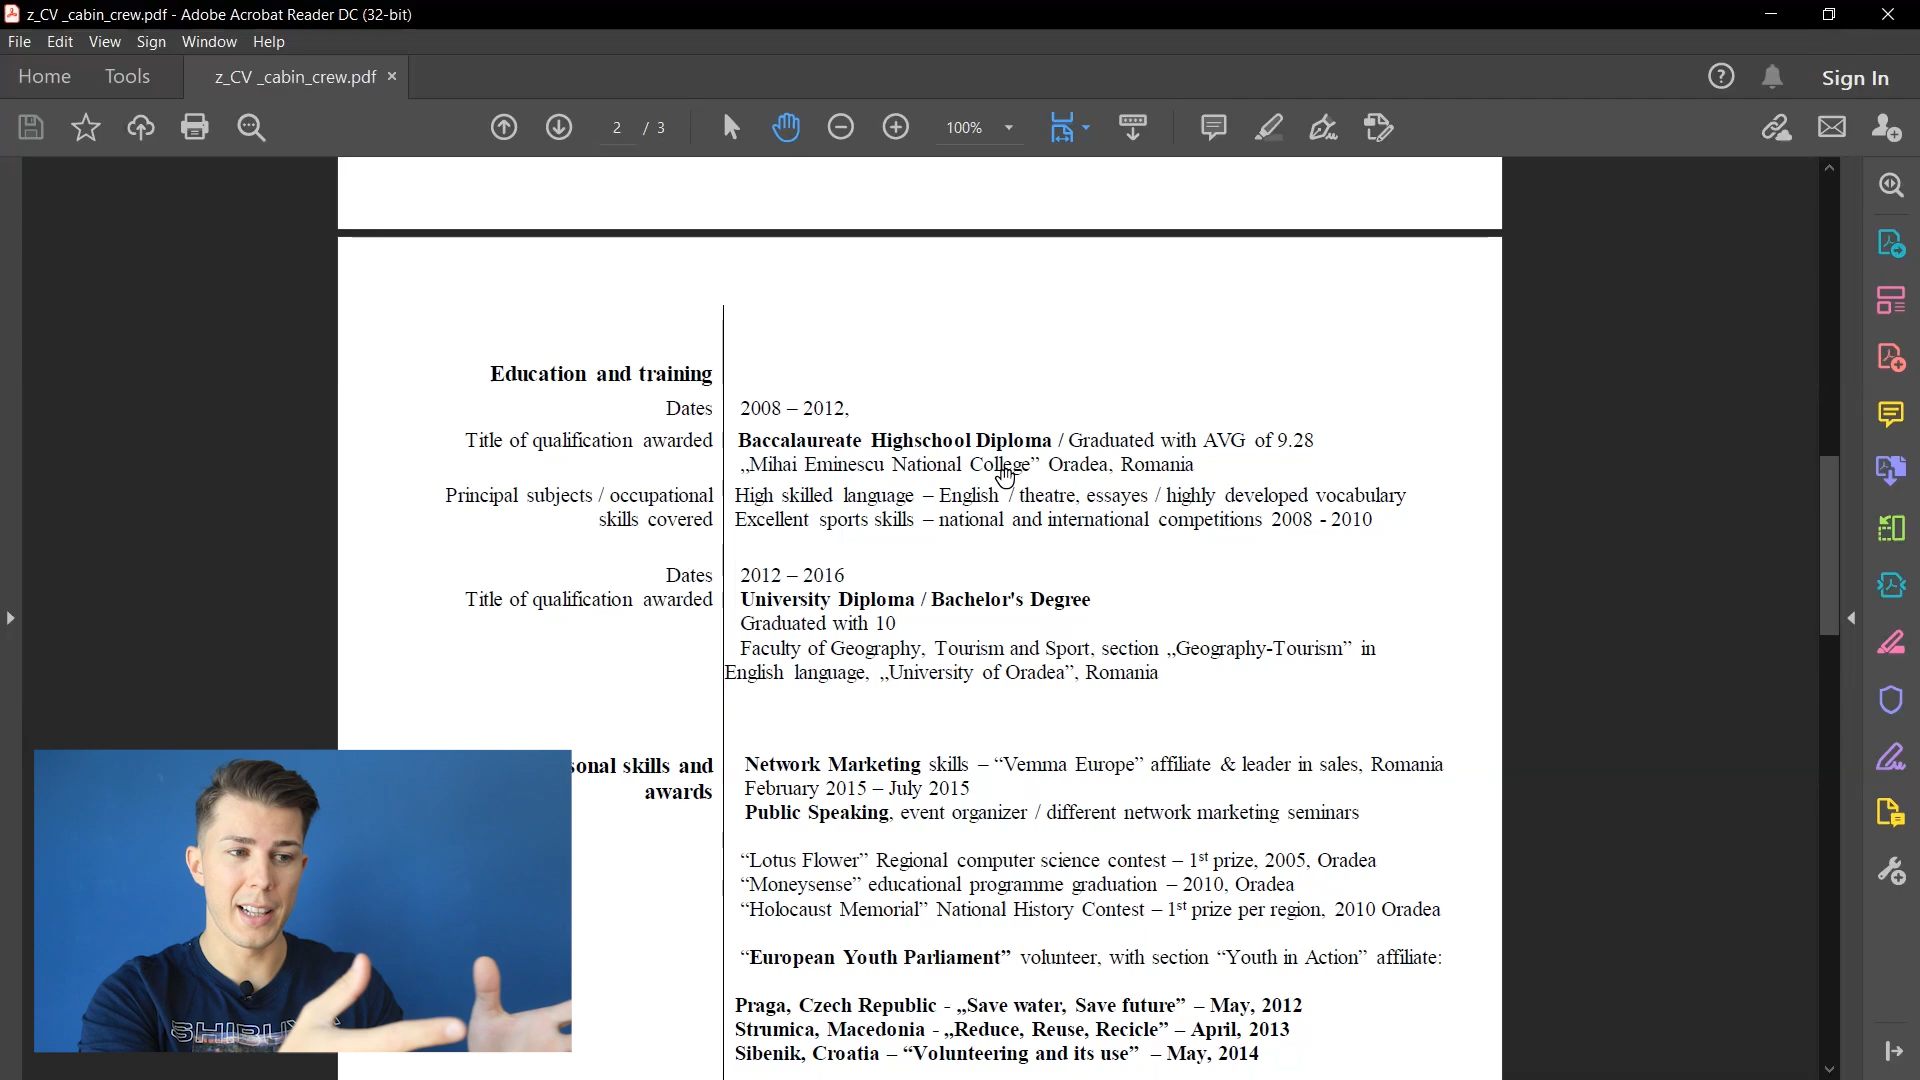 z_CV _cabin_crew.pdf - Adobe Acrobat Reader DC (32-bit)
File Edit View Sign Window Help
Home Tools z_CV _cabin_crew.pdf × Sign In
2 / 3 100%
Education and training
Dates 2008 – 2012,
Title of qualification awarded Baccalaureate Highschool Diploma / Graduated with AVG of 9.28
„Mihai Eminescu National College” Oradea, Romania
Principal subjects / occupational High skilled language – English / theatre, essayes / highly developed vocabulary
skills covered Excellent sports skills – national and international competitions 2008 - 2010
Dates 2012 – 2016
Title of qualification awarded University Diploma / Bachelor's Degree
Graduated with 10
Faculty of Geography, Tourism and Sport, section „Geography-Tourism” in
English language, „University of Oradea”, Romania
sonal skills and Network Marketing skills – “Vemma Europe” affiliate & leader in sales, Romania
awards February 2015 – July 2015
Public Speaking, event organizer / different network marketing seminars
“Lotus Flower” Regional computer science contest – 1st prize, 2005, Oradea
“Moneysense” educational programme graduation – 2010, Oradea
“Holocaust Memorial” National History Contest – 1st prize per region, 2010 Oradea
“European Youth Parliament” volunteer, with section “Youth in Action” affiliate:
Praga, Czech Republic - „Save water, Save future” – May, 2012
Strumica, Macedonia - „Reduce, Reuse, Recicle” – April, 2013
Sibenik, Croatia – “Volunteering and its use” – May, 2014